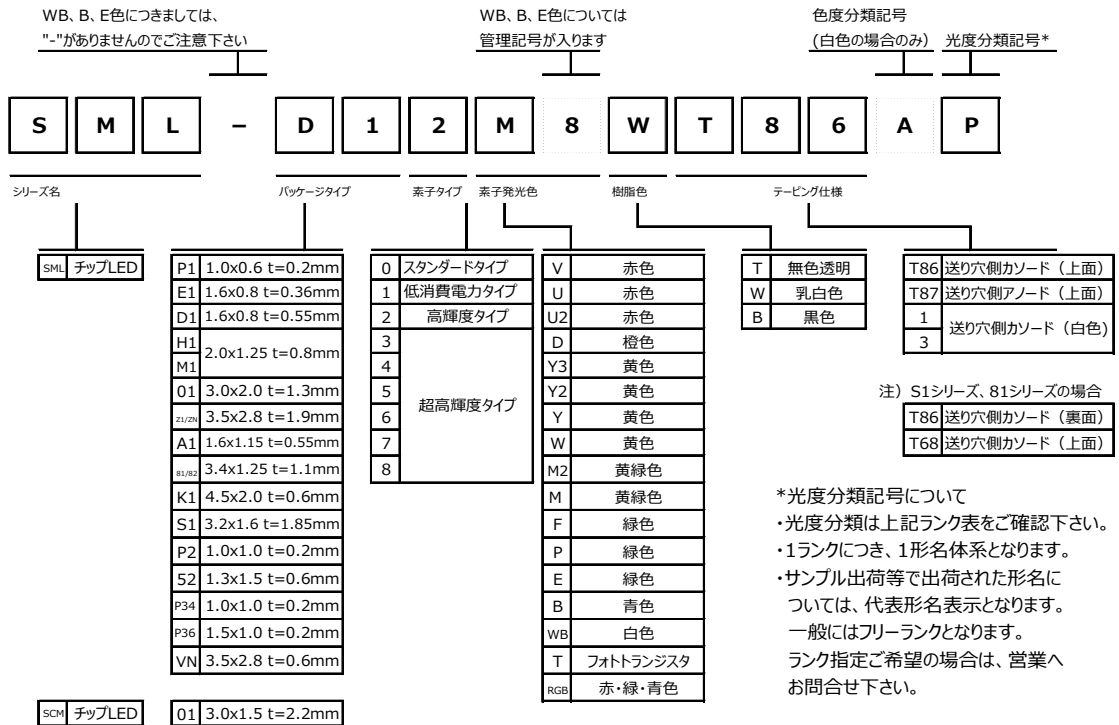 WB、B、E色につきましては、
"-"がありませんのでご注意下さい
WB、B、E色については
管理記号が入ります
色度分類記号
(白色の場合のみ)
光度分類記号*
S M L – D 1 2 M 8 W T 8 6 A P
シリーズ名
パッケージタイプ
素子タイプ
素子発光色
樹脂色
テーピング仕様
SML チップLED
P1 1.0x0.6 t=0.2mm
E1 1.6x0.8 t=0.36mm
D1 1.6x0.8 t=0.55mm
H1
M1
2.0x1.25 t=0.8mm
01 3.0x2.0 t=1.3mm
Z1/ZN 3.5x2.8 t=1.9mm
A1 1.6x1.15 t=0.55mm
81/82 3.4x1.25 t=1.1mm
K1 4.5x2.0 t=0.6mm
S1 3.2x1.6 t=1.85mm
P2 1.0x1.0 t=0.2mm
52 1.3x1.5 t=0.6mm
P34 1.0x1.0 t=0.2mm
P36 1.5x1.0 t=0.2mm
VN 3.5x2.8 t=0.6mm
0 スタンダードタイプ
1 低消費電力タイプ
2 高輝度タイプ
3
4
5
6
7
8
超高輝度タイプ
V 赤色
U 赤色
U2 赤色
D 橙色
Y3 黄色
Y2 黄色
Y 黄色
W 黄色
M2 黄緑色
M 黄緑色
F 緑色
P 緑色
E 緑色
B 青色
WB 白色
T フォトトランジスタ
RGB 赤・緑・青色
T 無色透明
W 乳白色
B 黒色
T86 送り穴側カソード（上面）
T87 送り穴側アノード（上面）
1
3
送り穴側カソード（白色)
注）S1シリーズ、81シリーズの場合
T86 送り穴側カソード（裏面）
T68 送り穴側カソード（上面）
*光度分類記号について
・光度分類は上記ランク表をご確認下さい。
・1ランクにつき、1形名体系となります。
・サンプル出荷等で出荷された形名に
ついては、代表形名表示となります。
一般にはフリーランクとなります。
ランク指定ご希望の場合は、営業へ
お問合せ下さい。
SCM チップLED
01 3.0x1.5 t=2.2mm